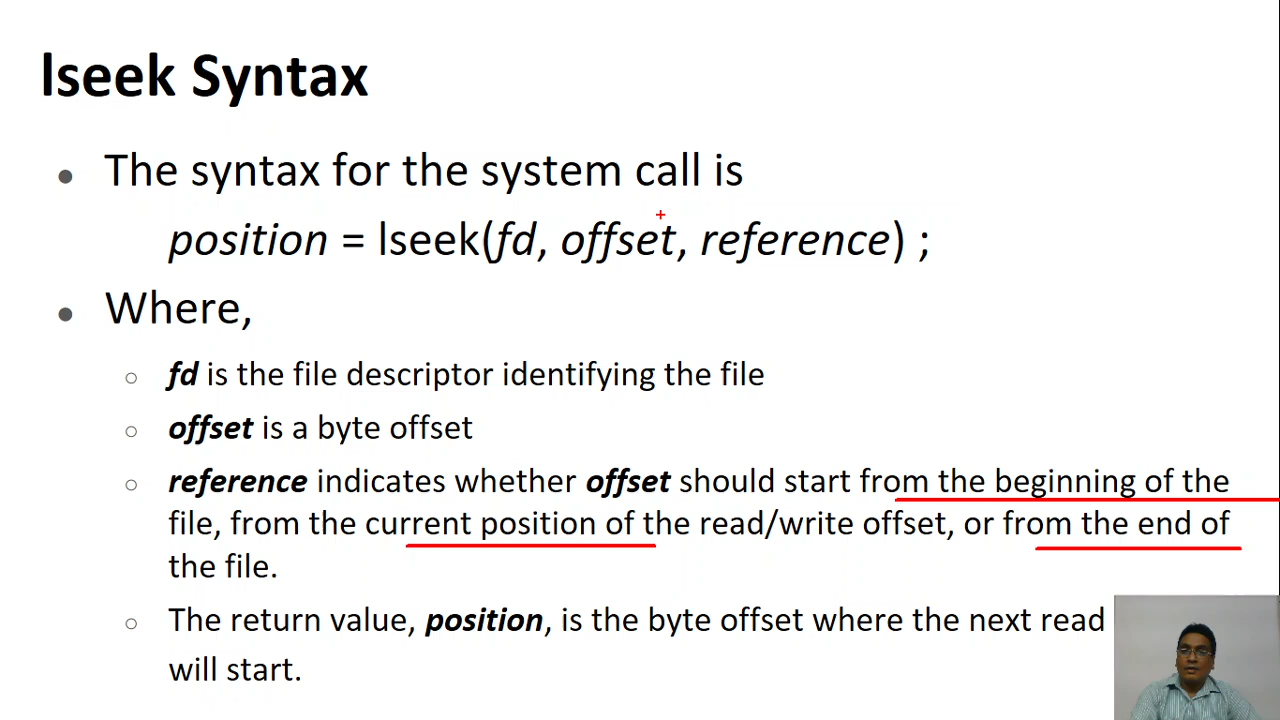 lseek Syntax
● The syntax for the system call is
position = lseek(fd, offset, reference) ;
● Where,
○ fd is the file descriptor identifying the file
○ offset is a byte offset
○ reference indicates whether offset should start from the beginning of the
file, from the current position of the read/write offset, or from the end of
the file.
○ The return value, position, is the byte offset where the next read
will start.